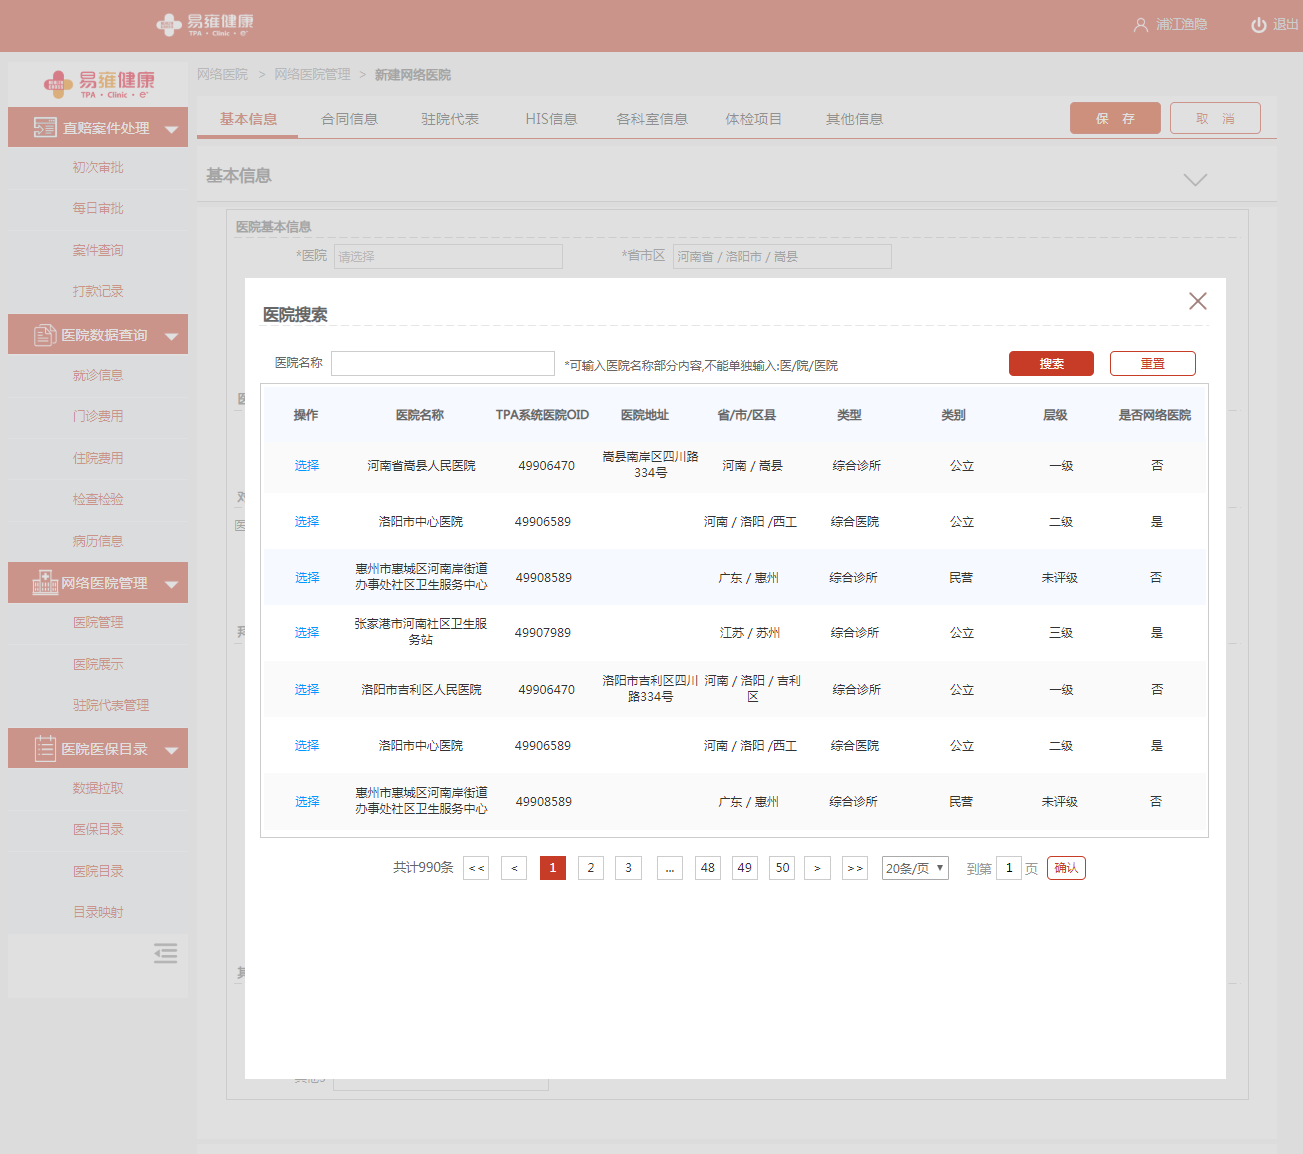 易雍健康
TPA · Clinic · e⁺
浦江渔隐
退出
易雍健康
TPA · Clinic · e⁺
网络医院 > 网络医院管理 > 新建网络医院
直赔案件处理
初次审批
每日审批
案件查询
打款记录
医院数据查询
就诊信息
门诊费用
住院费用
检查检验
病历信息
网络医院管理
医院管理
医院展示
驻院代表管理
医院医保目录
数据拉取
医保目录
医院目录
目录映射
基本信息 合同信息 驻院代表 HIS信息 各科室信息 体检项目 其他信息
保 存 取 消
基本信息
医院基本信息
*医院 请选择 *省市区 河南省 / 洛阳市 / 嵩县
医院搜索
医院名称 *可输入医院名称部分内容,不能单独输入:医/院/医院 搜索 重置
操作 医院名称 TPA系统医院OID 医院地址 省/市/区县 类型 类别 层级 是否网络医院
选择 河南省嵩县人民医院 49906470 嵩县南岸区四川路334号 河南 / 嵩县 综合诊所 公立 一级 否
选择 洛阳市中心医院 49906589 河南 / 洛阳 /西工 综合医院 公立 二级 是
选择 惠州市惠城区河南岸街道办事处社区卫生服务中心 49908589 广东 / 惠州 综合诊所 民营 未评级 否
选择 张家港市河南社区卫生服务站 49907989 江苏 / 苏州 综合诊所 公立 三级 是
选择 洛阳市吉利区人民医院 49906470 洛阳市吉利区四川路334号 河南 / 洛阳 / 吉利区 综合诊所 公立 一级 否
选择 洛阳市中心医院 49906589 河南 / 洛阳 /西工 综合医院 公立 二级 是
选择 惠州市惠城区河南岸街道办事处社区卫生服务中心 49908589 广东 / 惠州 综合诊所 民营 未评级 否
共计990条 << < 1 2 3 ... 48 49 50 > >> 20条/页 到第 1 页 确认